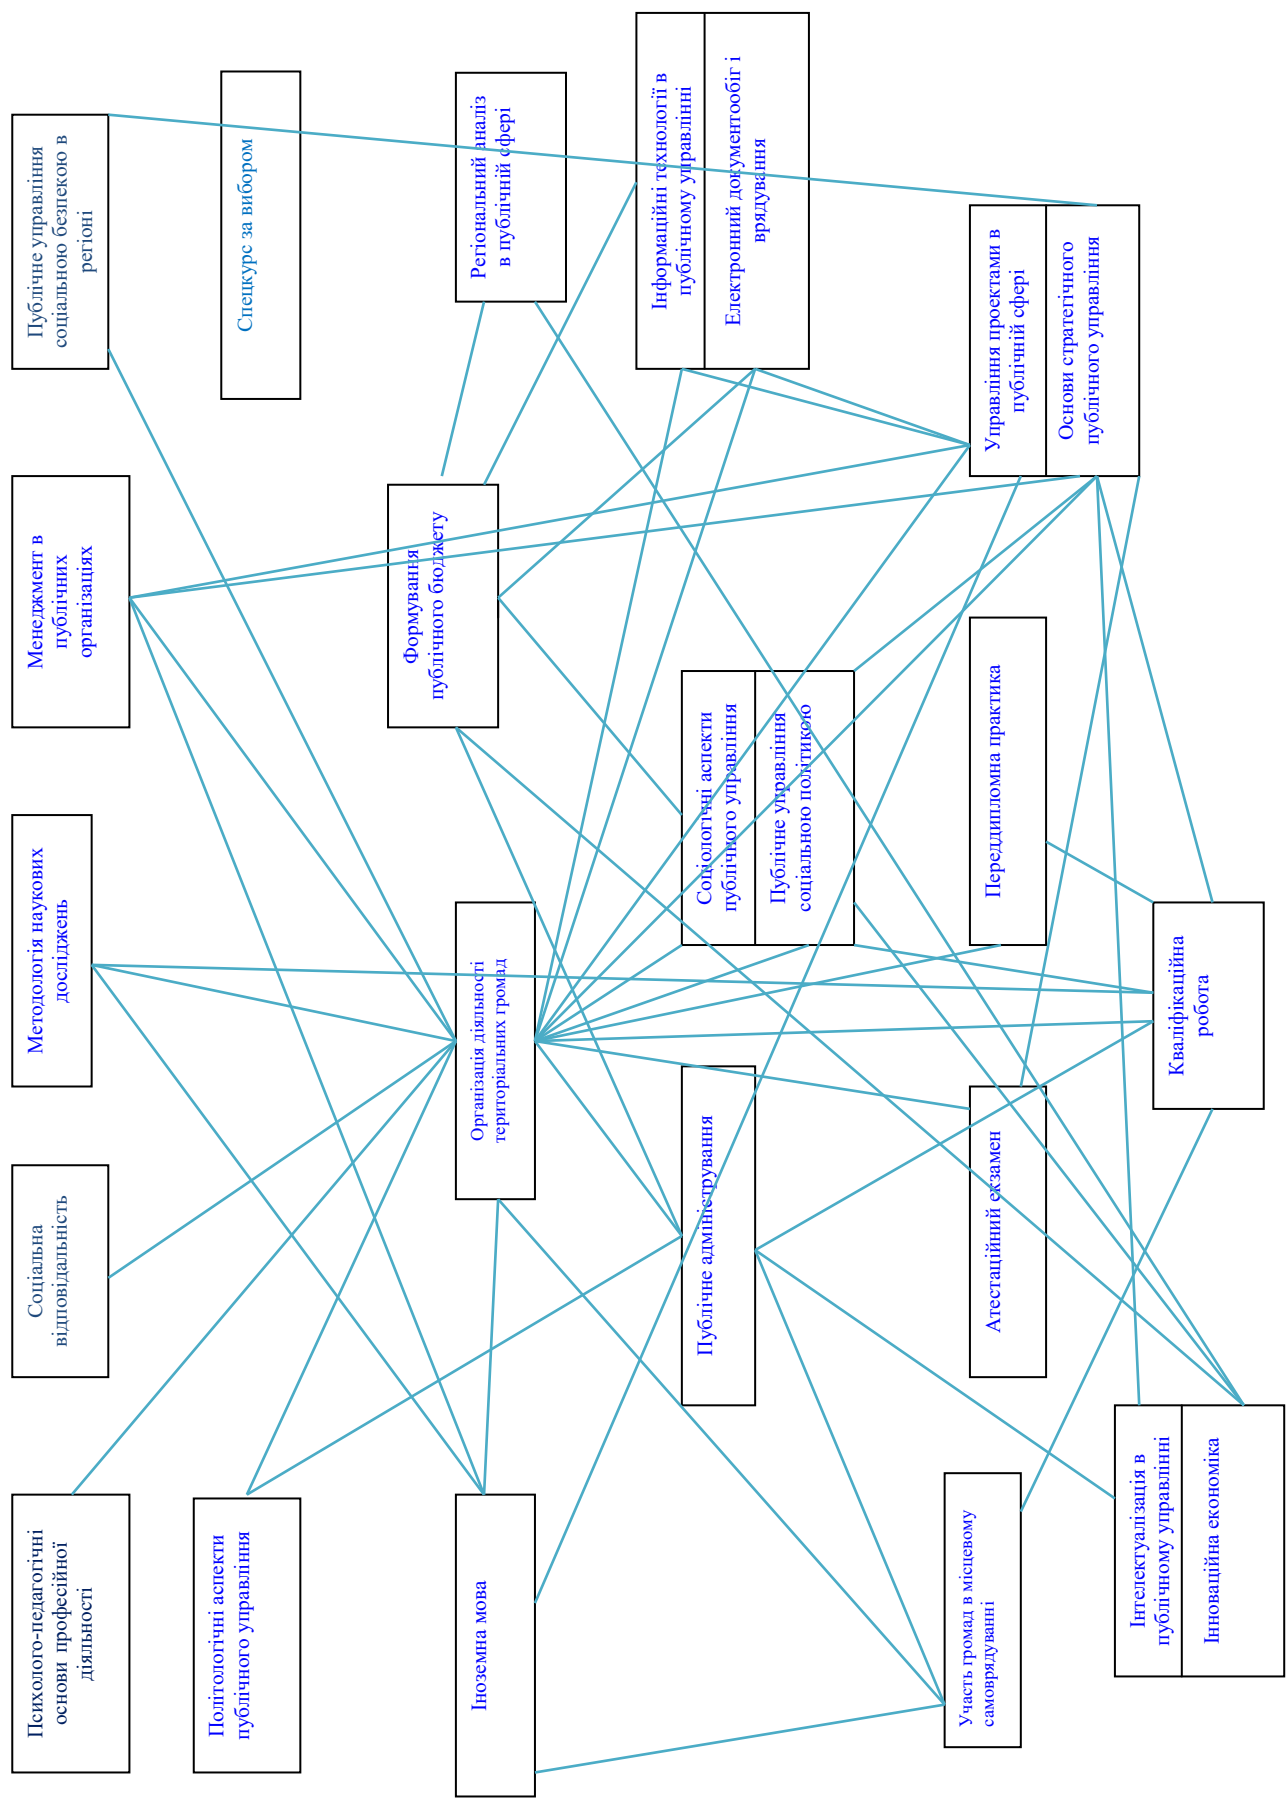 Психолого-педагогічні
основи професійної
діяльності
Соціальна
відповідальність
Методологія наукових
досліджень
Менеджмент в
публічних
організаціях
Публічне управління
соціальною безпекою в
регіоні
Політологічні аспекти
публічного управління
Спецкурс за вибором
Іноземна мова
Організація діяльності
територіальних громад
Формування
публічного бюджету
Регіональний аналіз
в публічній сфері
Публічне адміністрування
Соціологічні аспекти
публічного управління
Публічне управління
соціальною політикою
Інформаційні технології в
публічному управлінні
Електронний документообіг і
врядування
Участь громад в місцевому
самоврядуванні
Атестаційний екзамен
Переддипломна практика
Управління проектами в
публічній сфері
Основи стратегічного
публічного управління
Інтелектуалізація в
публічному управлінні
Інноваційна економіка
Кваліфікаційна
робота